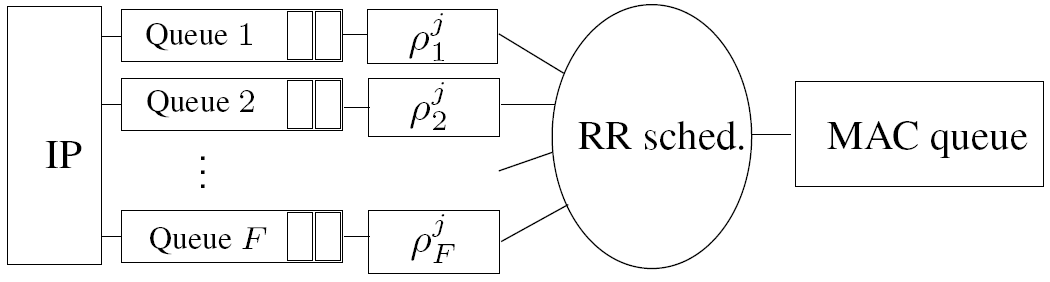 IP
Queue 1
ρ_1^j
Queue 2
ρ_2^j
⋮
Queue F
ρ_F^j
RR sched.
MAC queue